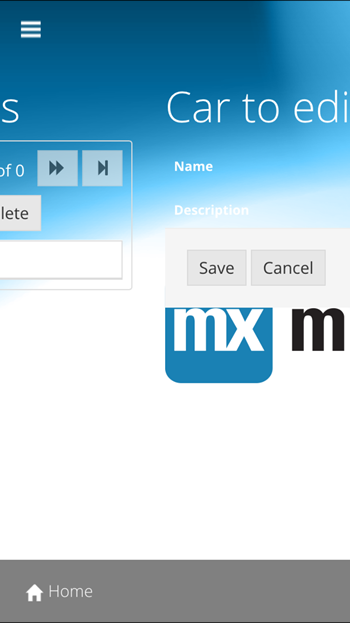 s
Car to edi
of 0
Name
lete
Description
Save
Cancel
mx m
Home